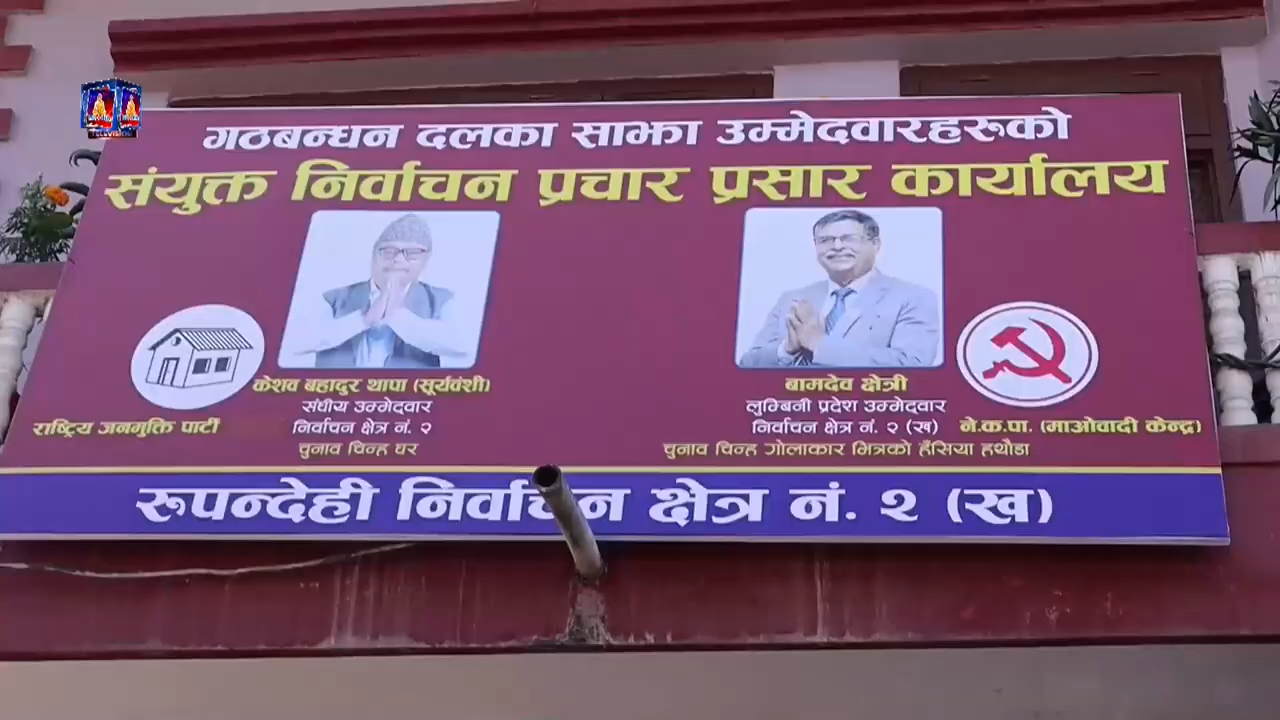 गठबन्धन दलका साझा उम्मेदवारहरुको
संयुक्त निर्वाचन प्रचार प्रसार कार्यालय
केशव बहादुर थापा (सुर्यवंशी)
संघीय उम्मेदवार
निर्वाचन क्षेत्र नं. २
चुनाव चिन्ह घर
राष्ट्रिय जनमुक्ति पार्टी
बामदेव क्षेत्री
लुम्बिनी प्रदेश उम्मेदवार
निर्वाचन क्षेत्र नं. २ (ख)
चुनाव चिन्ह गोलाकार भित्रको हँसिया हथौडा
ने.क.पा. (माओवादी केन्द्र)
रुपन्देही निर्वाचन क्षेत्र नं. २ (ख)
TELEVISION